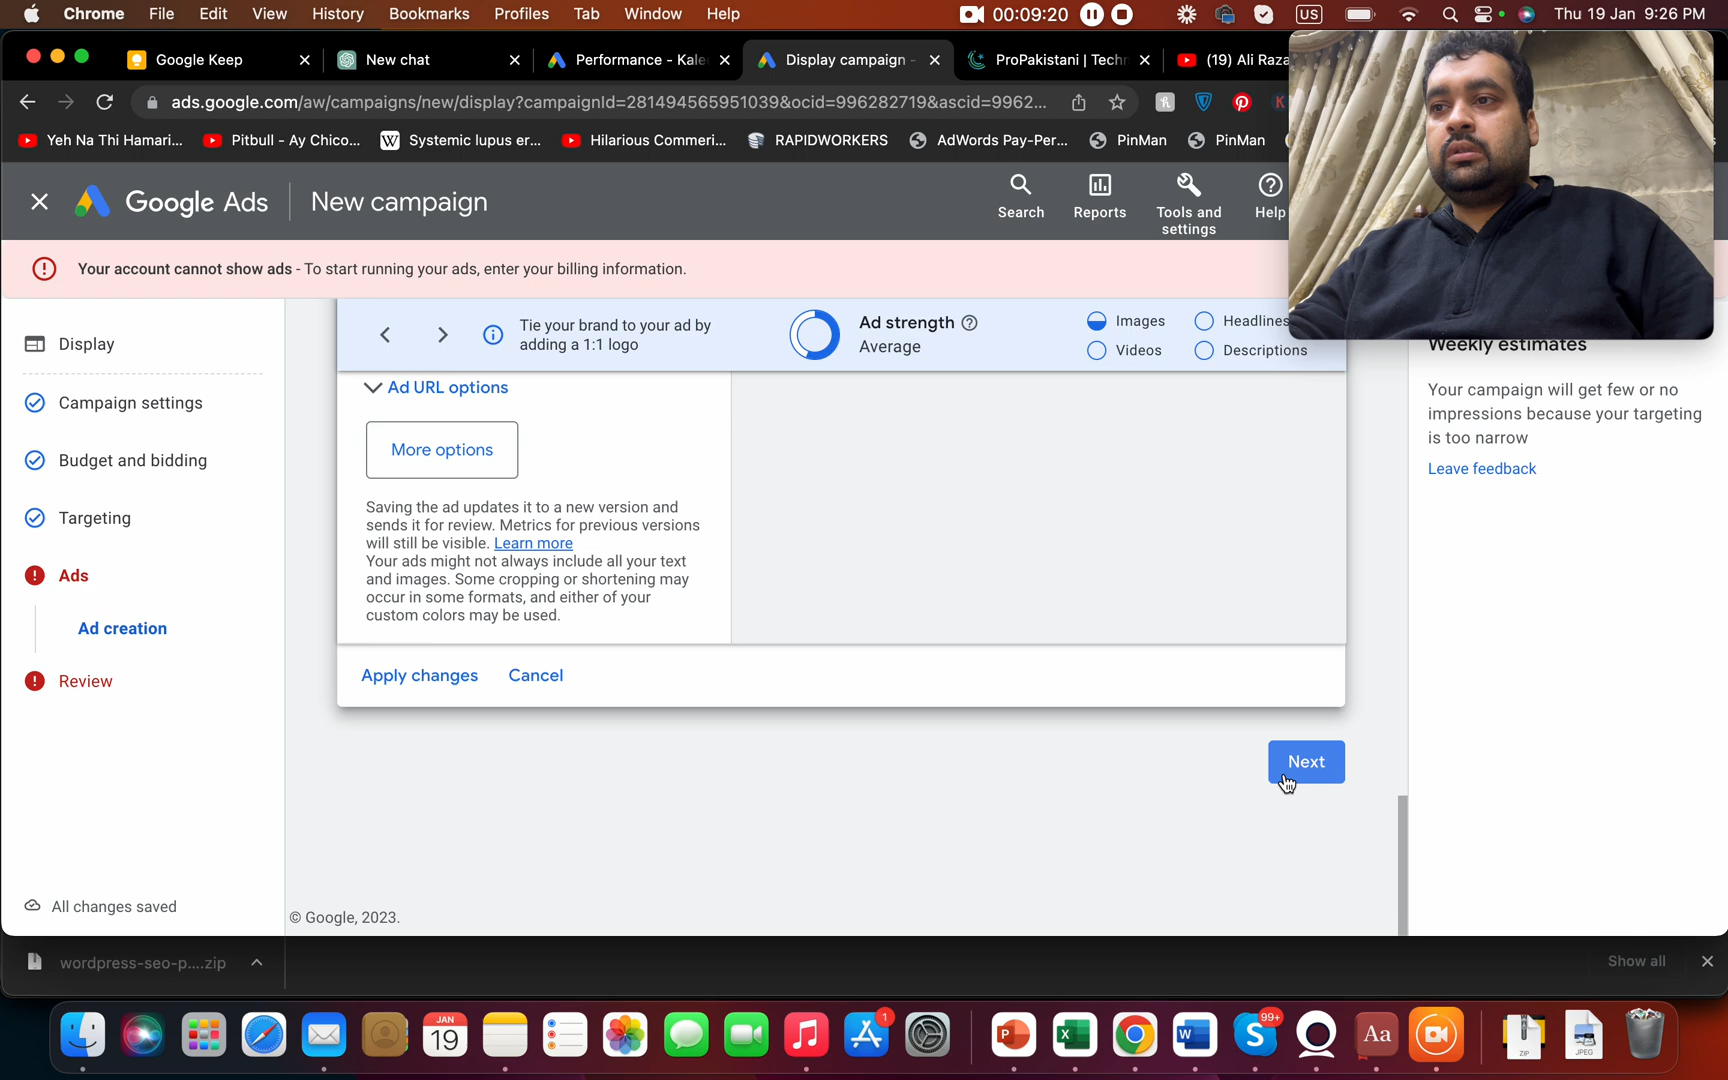 Chrome File Edit View History Bookmarks Profiles Tab Window Help 00:09:20 US Thu 19 Jan 9:26 PM
Google Keep New chat Performance - Kale Display campaign - ProPakistani | Techn (19) Ali Raza
ads.google.com/aw/campaigns/new/display?campaignId=281494565951039&ocid=996282719&ascid=9962...
Yeh Na Thi Hamari... Pitbull - Ay Chico... Systemic lupus er... Hilarious Commeri... RAPIDWORKERS AdWords Pay-Per... PinMan PinMan
Google Ads New campaign
Search Reports Tools and settings Help
Your account cannot show ads - To start running your ads, enter your billing information.
Display
Campaign settings
Budget and bidding
Targeting
Ads
Ad creation
Review
All changes saved
Tie your brand to your ad by
adding a 1:1 logo
Ad strength
Average
Images Headlines
Videos Descriptions
Ad URL options
More options
Saving the ad updates it to a new version and
sends it for review. Metrics for previous versions
will still be visible. Learn more
Your ads might not always include all your text
and images. Some cropping or shortening may
occur in some formats, and either of your
custom colors may be used.
Apply changes Cancel
Next
© Google, 2023.
Weekly estimates
Your campaign will get few or no
impressions because your targeting
is too narrow
Leave feedback
wordpress-seo-p....zip Show all
JAN
19
1
P
X
W
S
99+
Aa
ZIP
JPEG